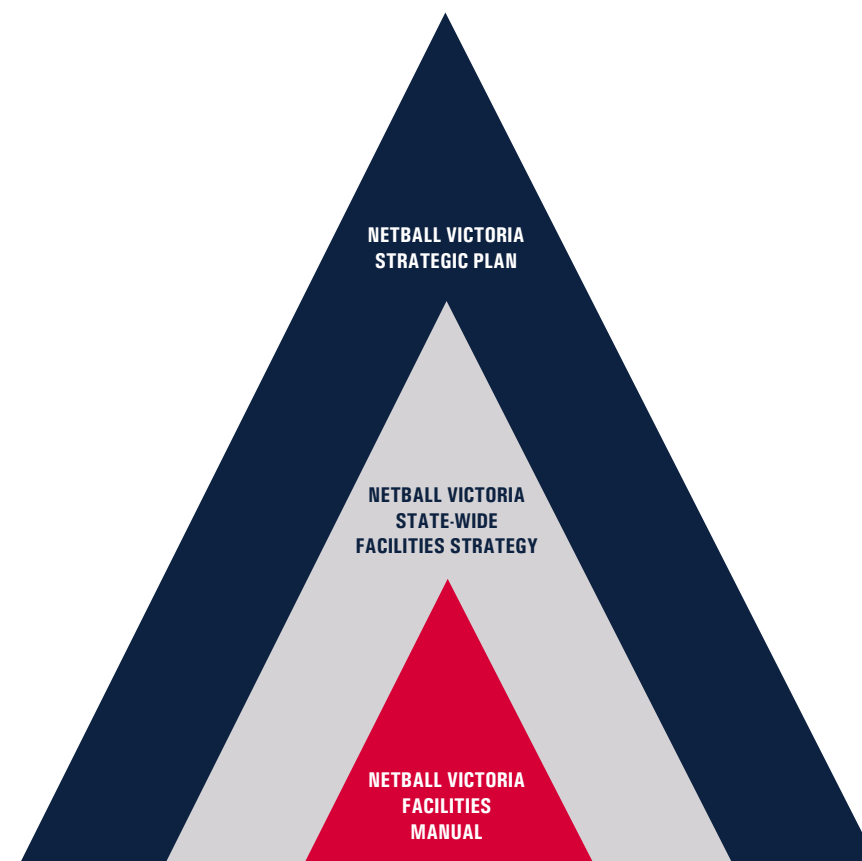 NETBALL VICTORIA
STRATEGIC PLAN
NETBALL VICTORIA
STATE-WIDE
FACILITIES STRATEGY
NETBALL VICTORIA
FACILITIES
MANUAL